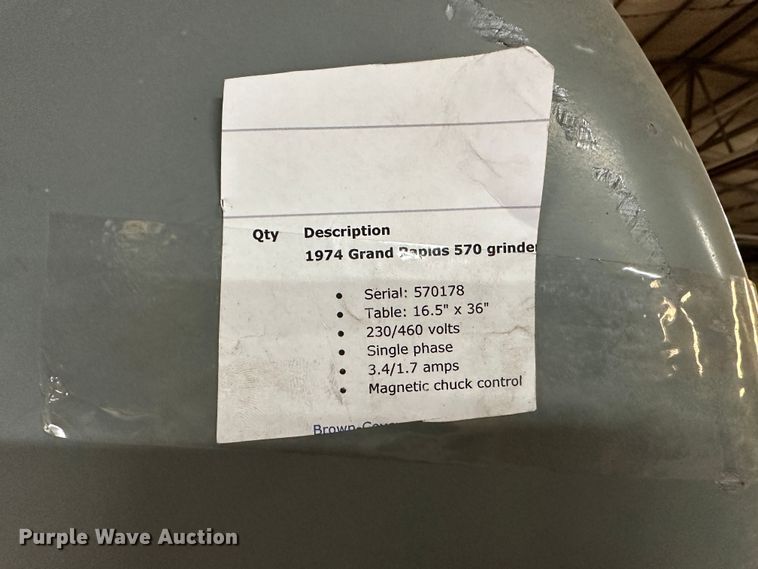 Qty Description
1974 Grand Rapids 570 grinder
• Serial: 570178
• Table: 16.5" x 36"
• 230/460 volts
• Single phase
• 3.4/1.7 amps
• Magnetic chuck control
Purple Wave Auction